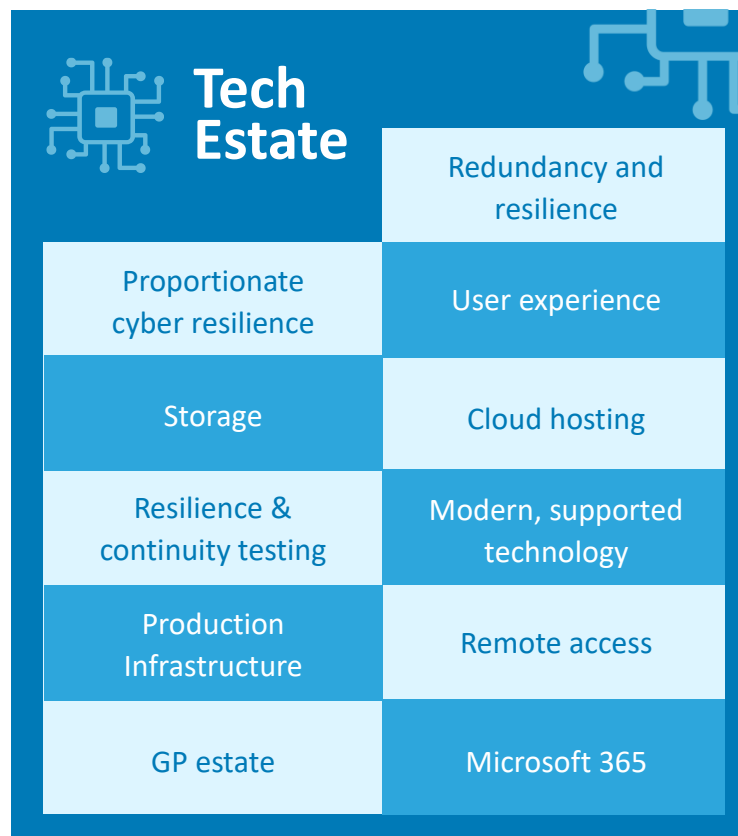 Tech
Estate
Redundancy and
resilience
Proportionate
cyber resilience
User experience
Storage
Cloud hosting
Resilience &
continuity testing
Modern, supported
technology
Production
Infrastructure
Remote access
GP estate
Microsoft 365